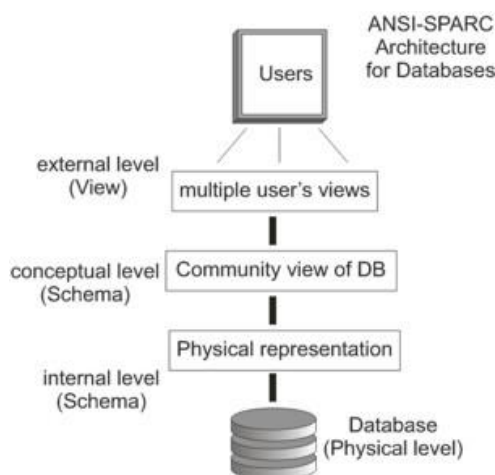 ANSI-SPARC
Architecture
for Databases
Users
external level
(View)
multiple user's views
conceptual level
(Schema)
Community view of DB
Physical representation
internal level
(Schema)
Database
(Physical level)